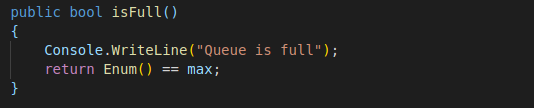 public bool isFull()
{
    Console.WriteLine("Queue is full");
    return Enum() == max;
}